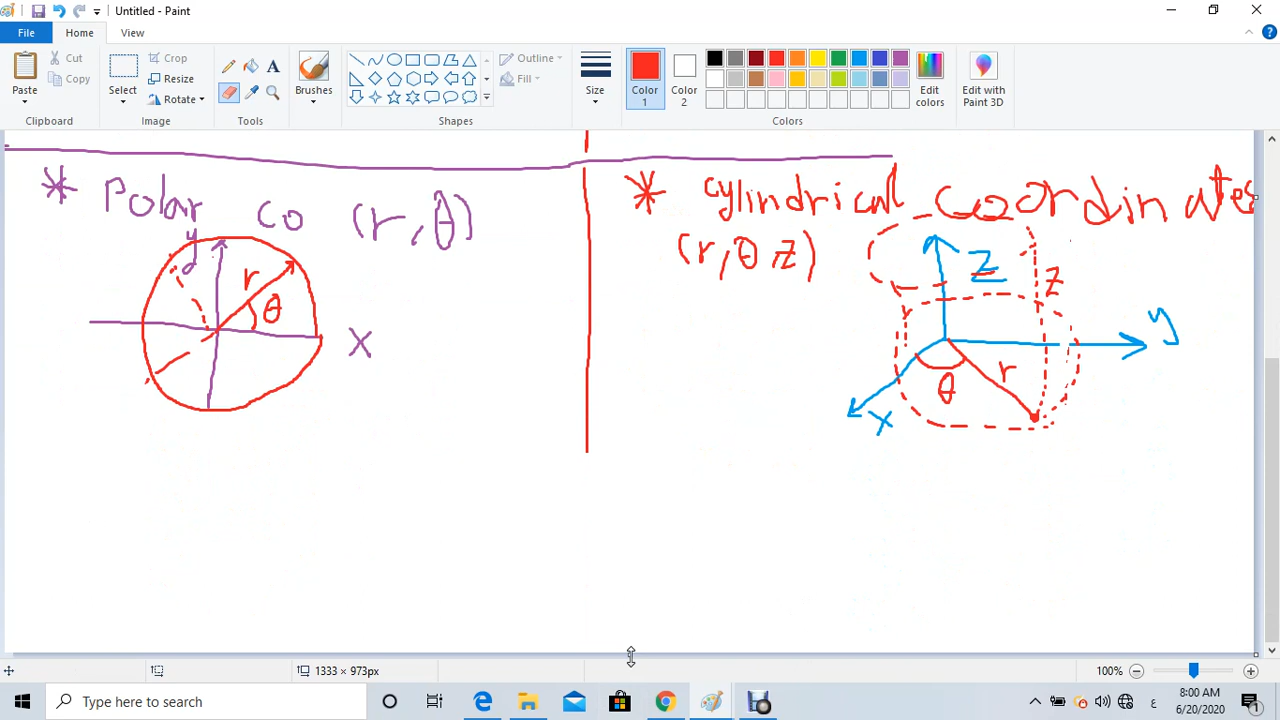 Untitled - Paint
File
Home
View
Paste
Cut
Copy
Clipboard
Select
Crop
Resize
Rotate
Image
A
Tools
Brushes
Shapes
Outline
Fill
Size
Color 1
Color 2
Edit colors
Colors
Edit with Paint 3D
* Polar co (r, θ)
y
r
θ
x
* cylindrical coordinates
(r, θ z)
z
z
y
r
θ
x
1333 × 973px
100%
Type here to search
ع
8:00 AM
6/20/2020